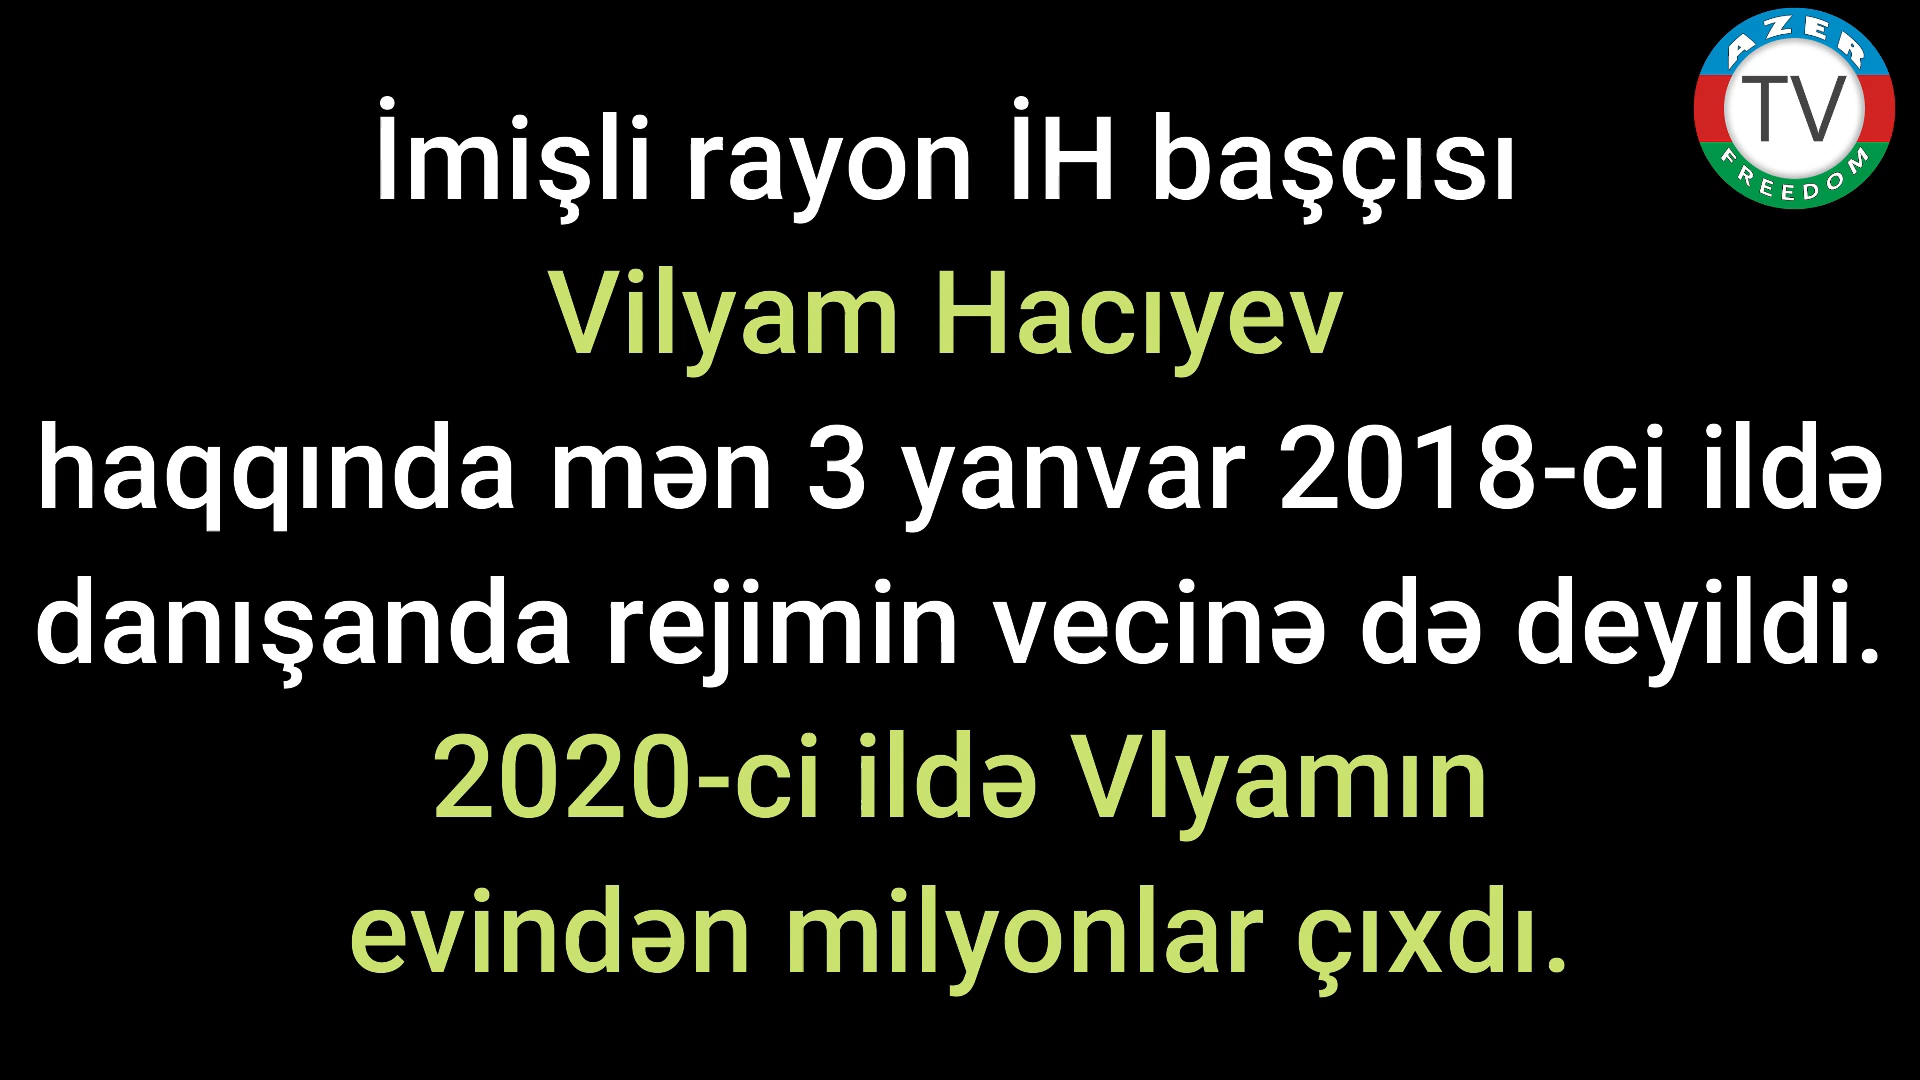 AZER
TV
FREEDOM
İmişli rayon İH başçısı
Vilyam Hacıyev
haqqında mən 3 yanvar 2018-ci ildə
danışanda rejimin vecinə də deyildi.
2020-ci ildə Vlyamın
evindən milyonlar çıxdı.